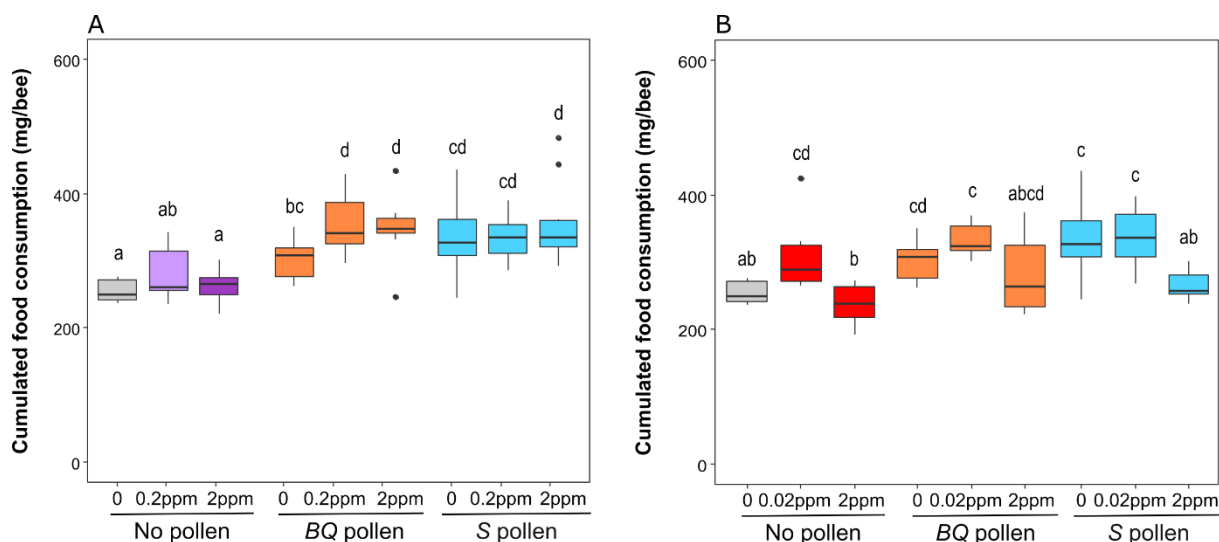 A
Cumulated food consumption (mg/bee)
600
400
200
0
a
ab
a
bc
d
d
cd
cd
d
0 0.2ppm 2ppm 0 0.2ppm 2ppm 0 0.2ppm 2ppm
No pollen BQ pollen S pollen
B
Cumulated food consumption (mg/bee)
600
400
200
0
ab
cd
b
cd
c
abcd
c
c
ab
0 0.02ppm 2ppm 0 0.02ppm 2ppm 0 0.02ppm 2ppm
No pollen BQ pollen S pollen